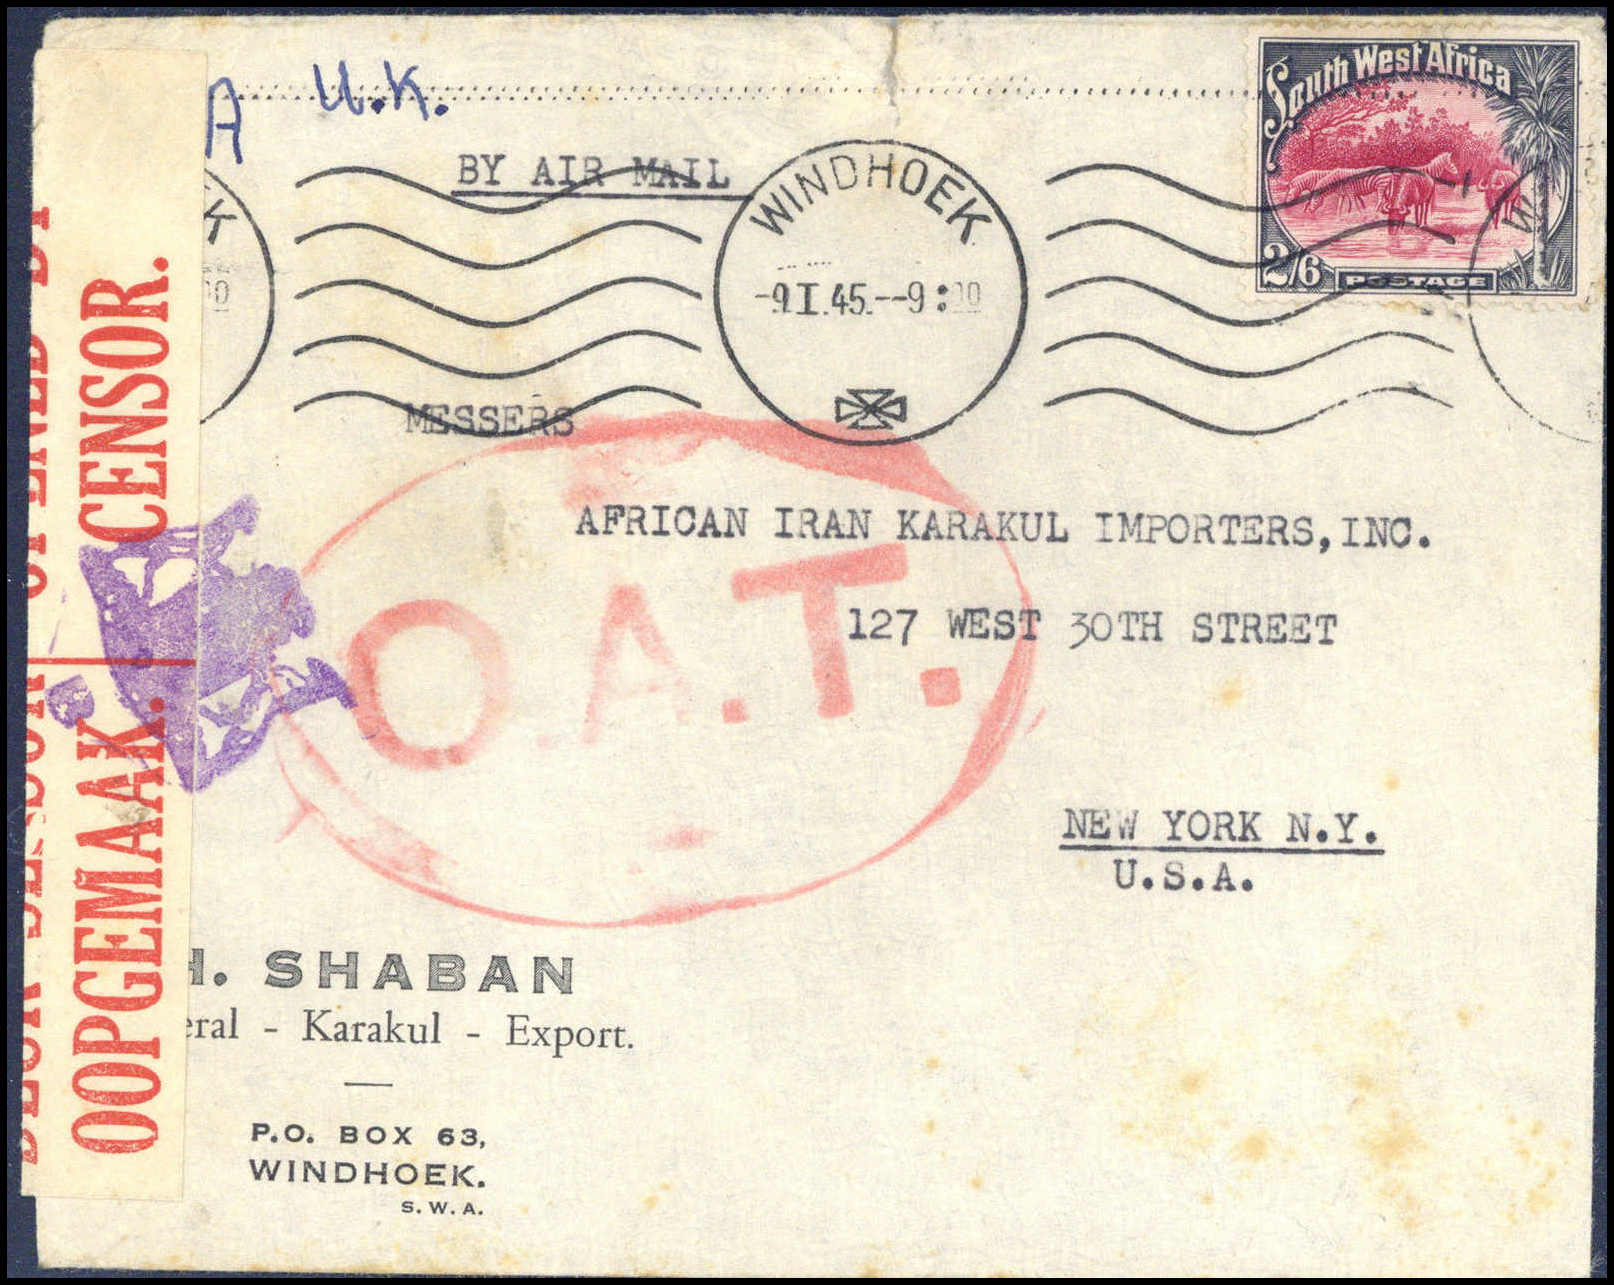 A U.K.
South West Africa
2/6
POSTAGE
BY AIR MAIL
WINDHOEK
-9 I.45.--9:
MESSERS
AFRICAN IRAN KARAKUL IMPORTERS,INC.
127 WEST 30TH STREET
NEW YORK N.Y.
U.S.A.
O.A.T.
CENSOR.
OOPGEMAAK.
H. SHABAN
eral - Karakul - Export.
P.O. BOX 63,
WINDHOEK.
S.W.A.